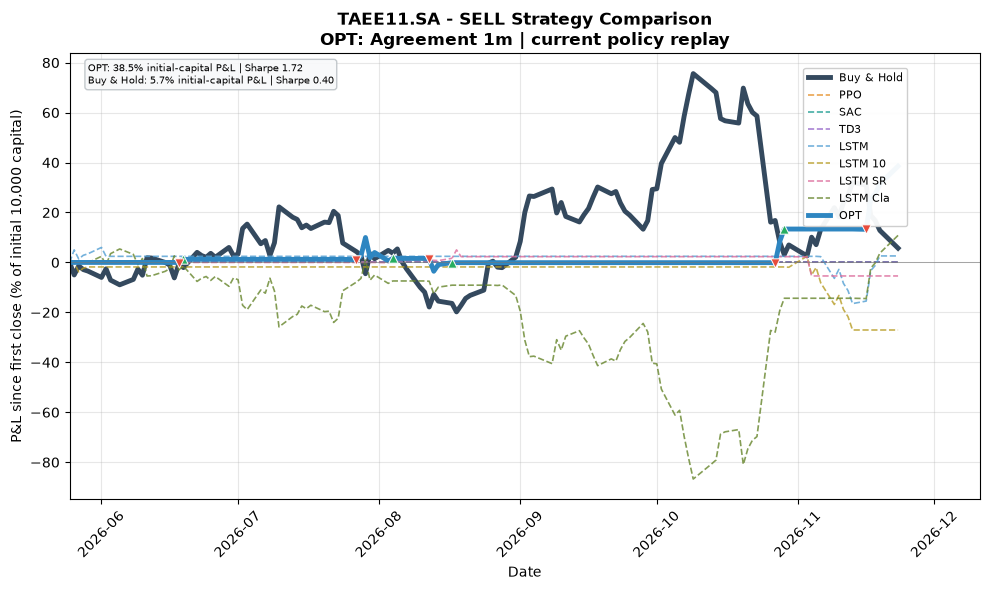 TAEE11.SA - SELL Strategy Comparison
OPT: Agreement 1m | current policy replay
OPT: 38.5% initial-capital P&L | Sharpe 1.72
Buy & Hold: 5.7% initial-capital P&L | Sharpe 0.40
Buy & Hold
PPO
SAC
TD3
LSTM
LSTM 10
LSTM SR
LSTM Cla
OPT
P&L since first close (% of initial 10,000 capital)
80
60
40
20
0
−20
−40
−60
−80
2026-06
2026-07
2026-08
2026-09
2026-10
2026-11
2026-12
Date